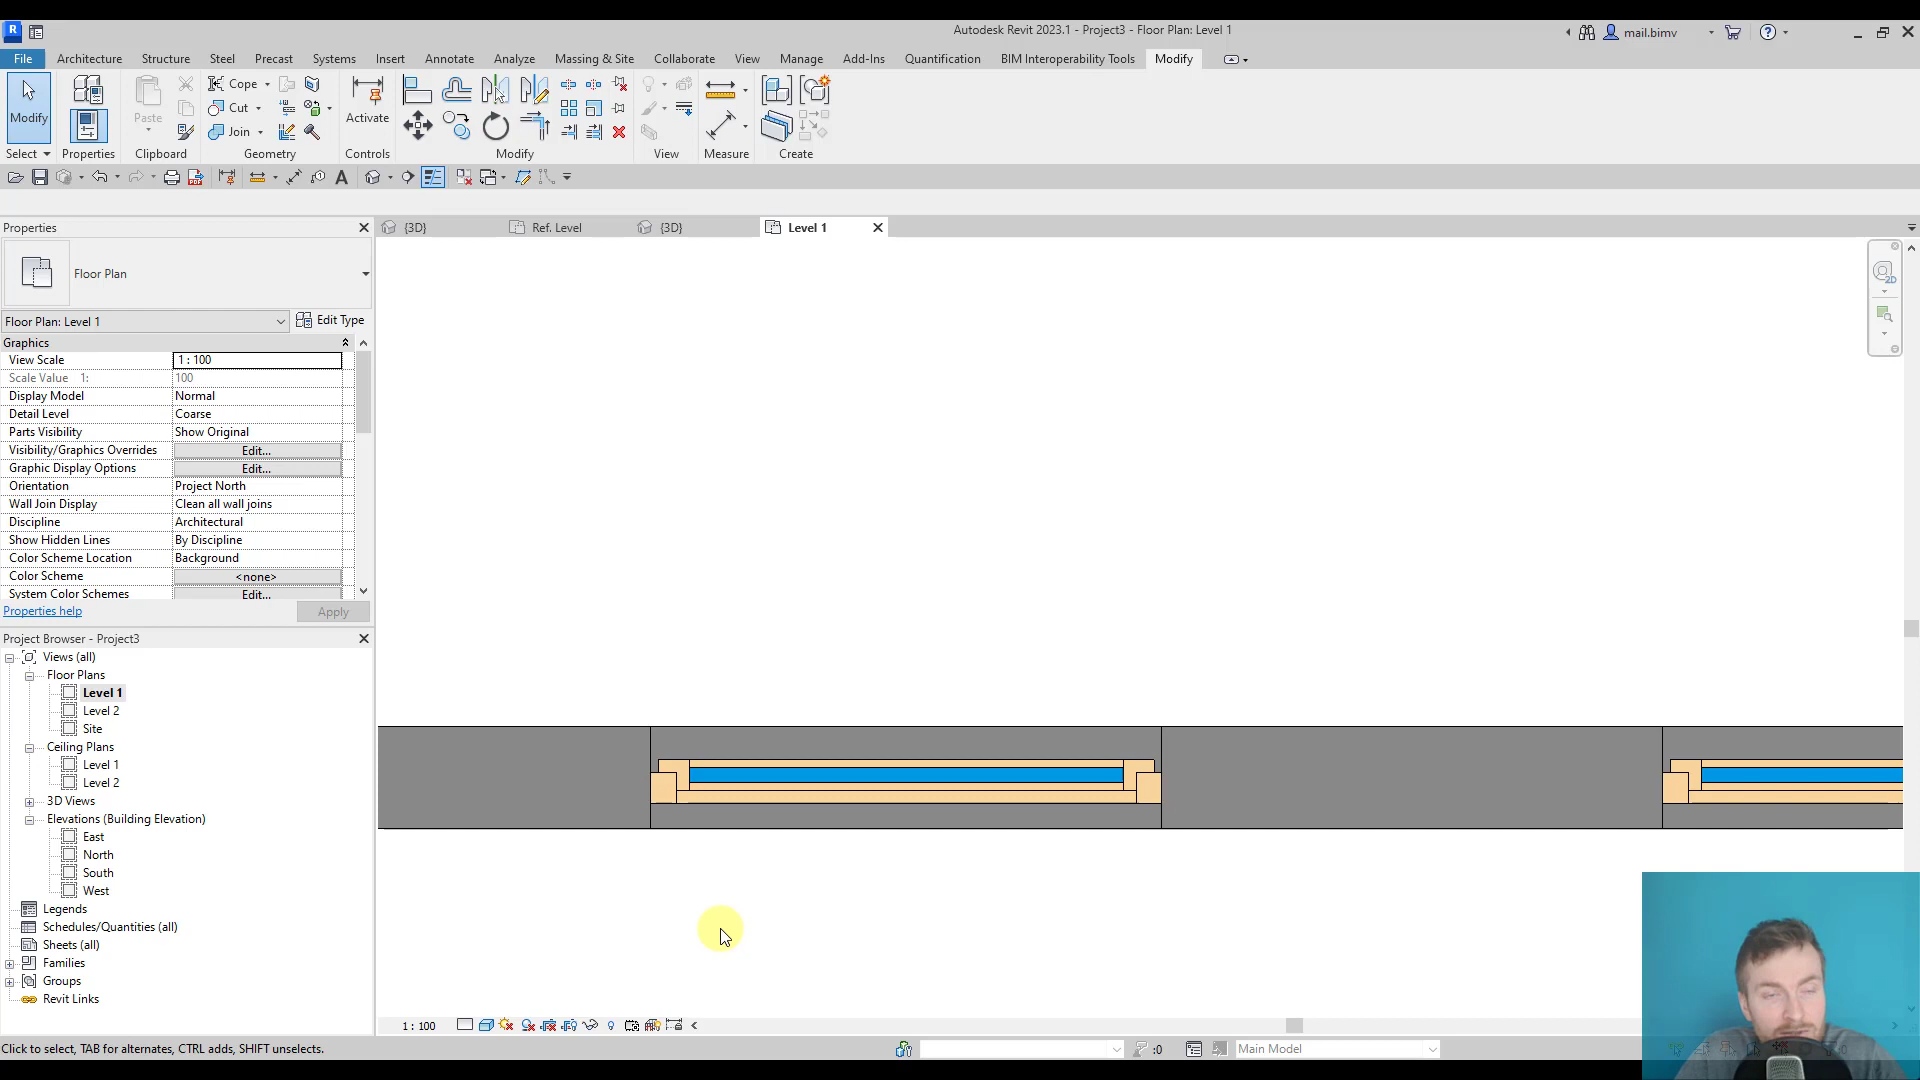 R
Autodesk Revit 2023.1 - Project3 - Floor Plan: Level 1
mail.bimv
File Architecture Structure Steel Precast Systems Insert Annotate Analyze Massing & Site Collaborate View Manage Add-Ins Quantification BIM Interoperability Tools Modify
Modify
Paste
Cope
Cut
Join
Activate
Select Properties Clipboard Geometry Controls Modify View Measure Create
Properties
{3D} Ref. Level {3D} Level 1
2D
Floor Plan
Floor Plan: Level 1 Edit Type
Graphics
View Scale 1 : 100
Scale Value 1: 100
Display Model Normal
Detail Level Coarse
Parts Visibility Show Original
Visibility/Graphics Overrides Edit...
Graphic Display Options Edit...
Orientation Project North
Wall Join Display Clean all wall joins
Discipline Architectural
Show Hidden Lines By Discipline
Color Scheme Location Background
Color Scheme <none>
System Color Schemes Edit...
Properties help Apply
Project Browser - Project3
Views (all)
Floor Plans
Level 1
Level 2
Site
Ceiling Plans
Level 1
Level 2
3D Views
Elevations (Building Elevation)
East
North
South
West
Legends
Schedules/Quantities (all)
Sheets (all)
Families
Groups
Revit Links
1 : 100
Click to select, TAB for alternates, CTRL adds, SHIFT unselects.
:0
Main Model